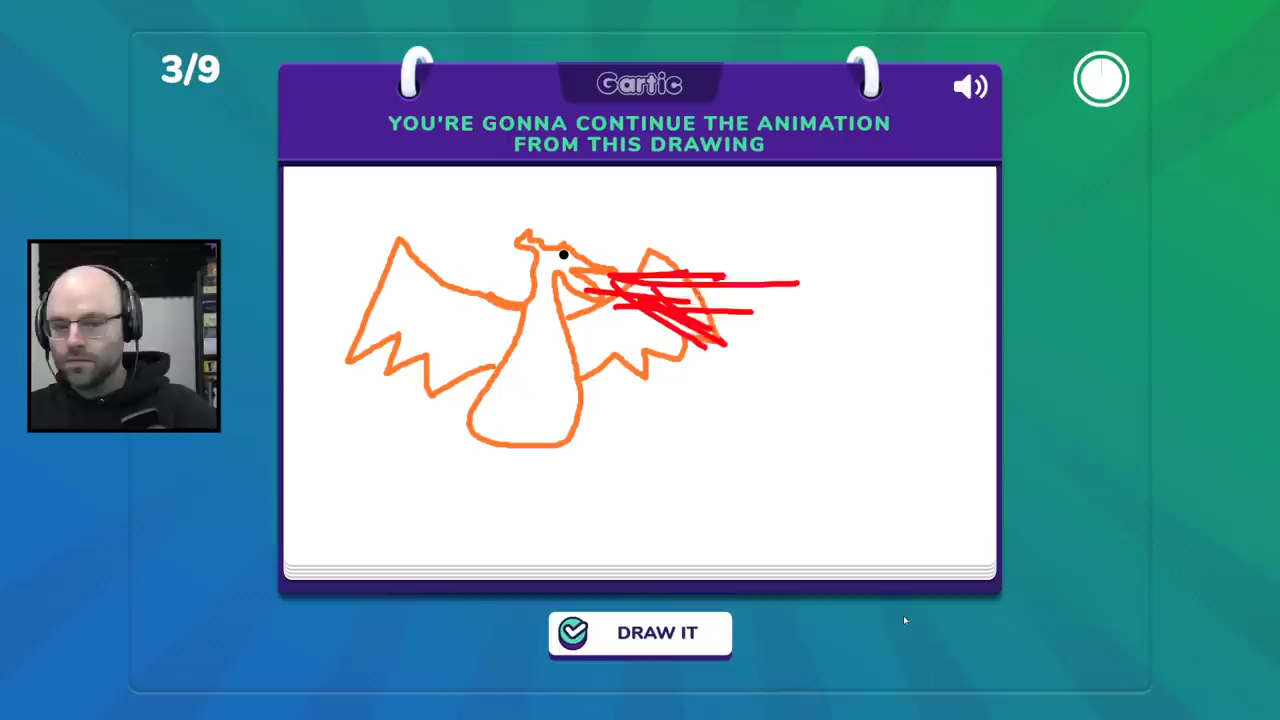 3/9
Gartic
YOU'RE GONNA CONTINUE THE ANIMATION
FROM THIS DRAWING
DRAW IT